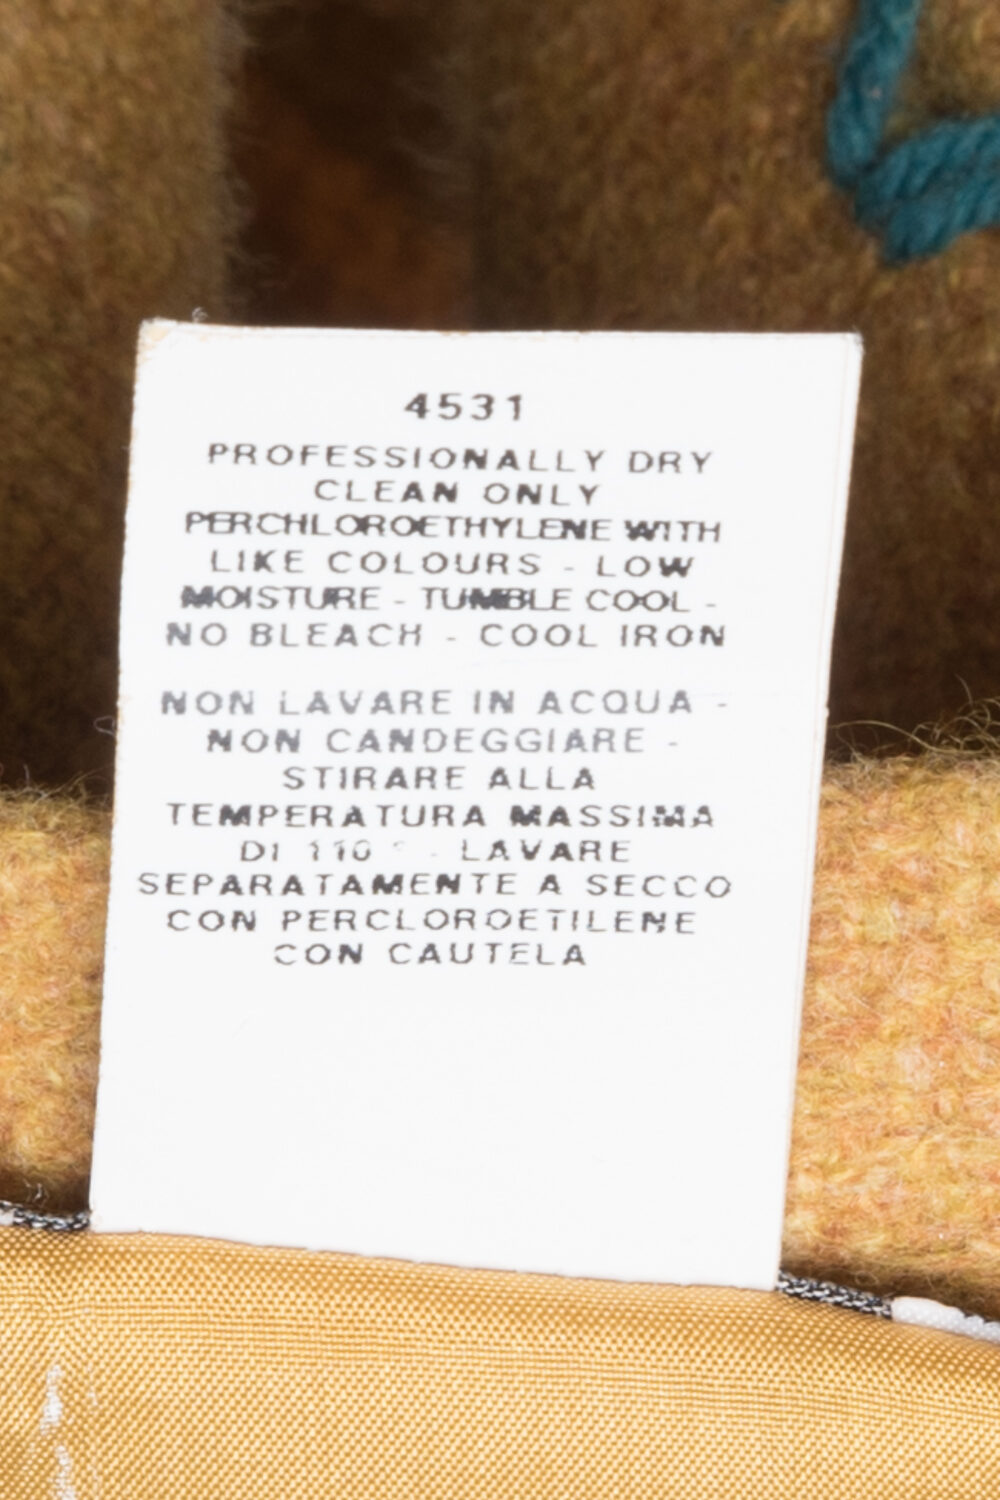 4531
PROFESSIONALLY DRY
CLEAN ONLY
PERCHLOROETHYLENE WITH
LIKE COLOURS - LOW
MOISTURE - TUMBLE COOL -
NO BLEACH - COOL IRON
NON LAVARE IN ACQUA -
NON CANDEGGIARE -
STIRARE ALLA
TEMPERATURA MASSIMA
DI 110 ° - LAVARE
SEPARATAMENTE A SECCO
CON PERCLOROETILENE
CON CAUTELA